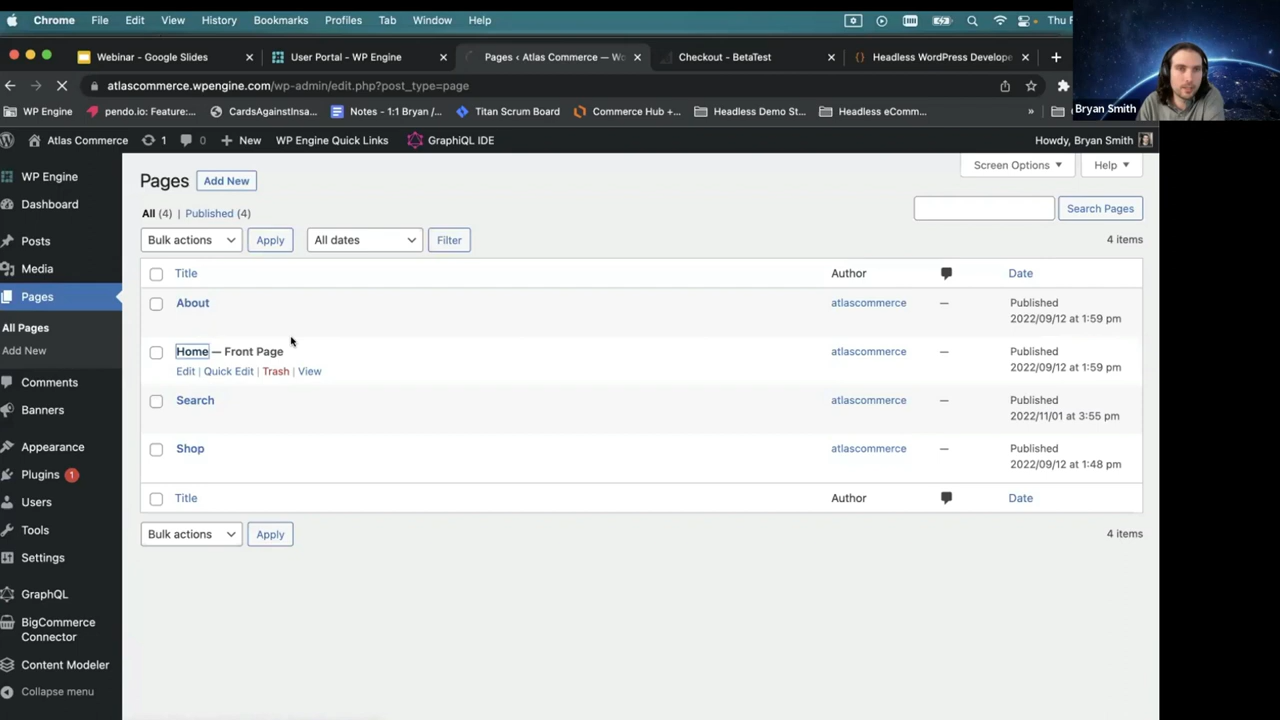 Chrome File Edit View History Bookmarks Profiles Tab Window Help Thu F
Webinar - Google Slides User Portal - WP Engine Pages ‹ Atlas Commerce — Wo Checkout - BetaTest Headless WordPress Develope
atlascommerce.wpengine.com/wp-admin/edit.php?post_type=page
WP Engine pendo.io: Feature:... CardsAgainstInsa... Notes - 1:1 Bryan /... Titan Scrum Board Commerce Hub +... Headless Demo St... Headless eComm... »
Bryan Smith
Atlas Commerce 1 0 New WP Engine Quick Links GraphiQL IDE Howdy, Bryan Smith
WP Engine
Dashboard
Posts
Media
Pages
All Pages
Add New
Comments
Banners
Appearance
Plugins 1
Users
Tools
Settings
GraphQL
BigCommerce
Connector
Content Modeler
Collapse menu
Screen Options Help
Pages Add New
All (4) | Published (4)
Search Pages
Bulk actions Apply All dates Filter
4 items
Title Author Date
About atlascommerce — Published
2022/09/12 at 1:59 pm
Home — Front Page atlascommerce — Published
2022/09/12 at 1:59 pm
Edit | Quick Edit | Trash | View
Search atlascommerce — Published
2022/11/01 at 3:55 pm
Shop atlascommerce — Published
2022/09/12 at 1:48 pm
Title Author Date
Bulk actions Apply
4 items